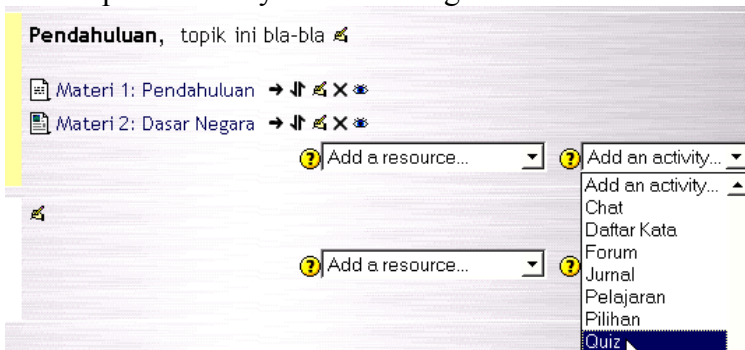 Pendahuluan, topik ini bla-bla
Materi 1: Pendahuluan
Materi 2: Dasar Negara
? Add a resource... ? Add an activity...
Add an activity...
Chat
Daftar Kata
Forum
? Add a resource... ?
Jurnal
Pelajaran
Pilihan
Quiz